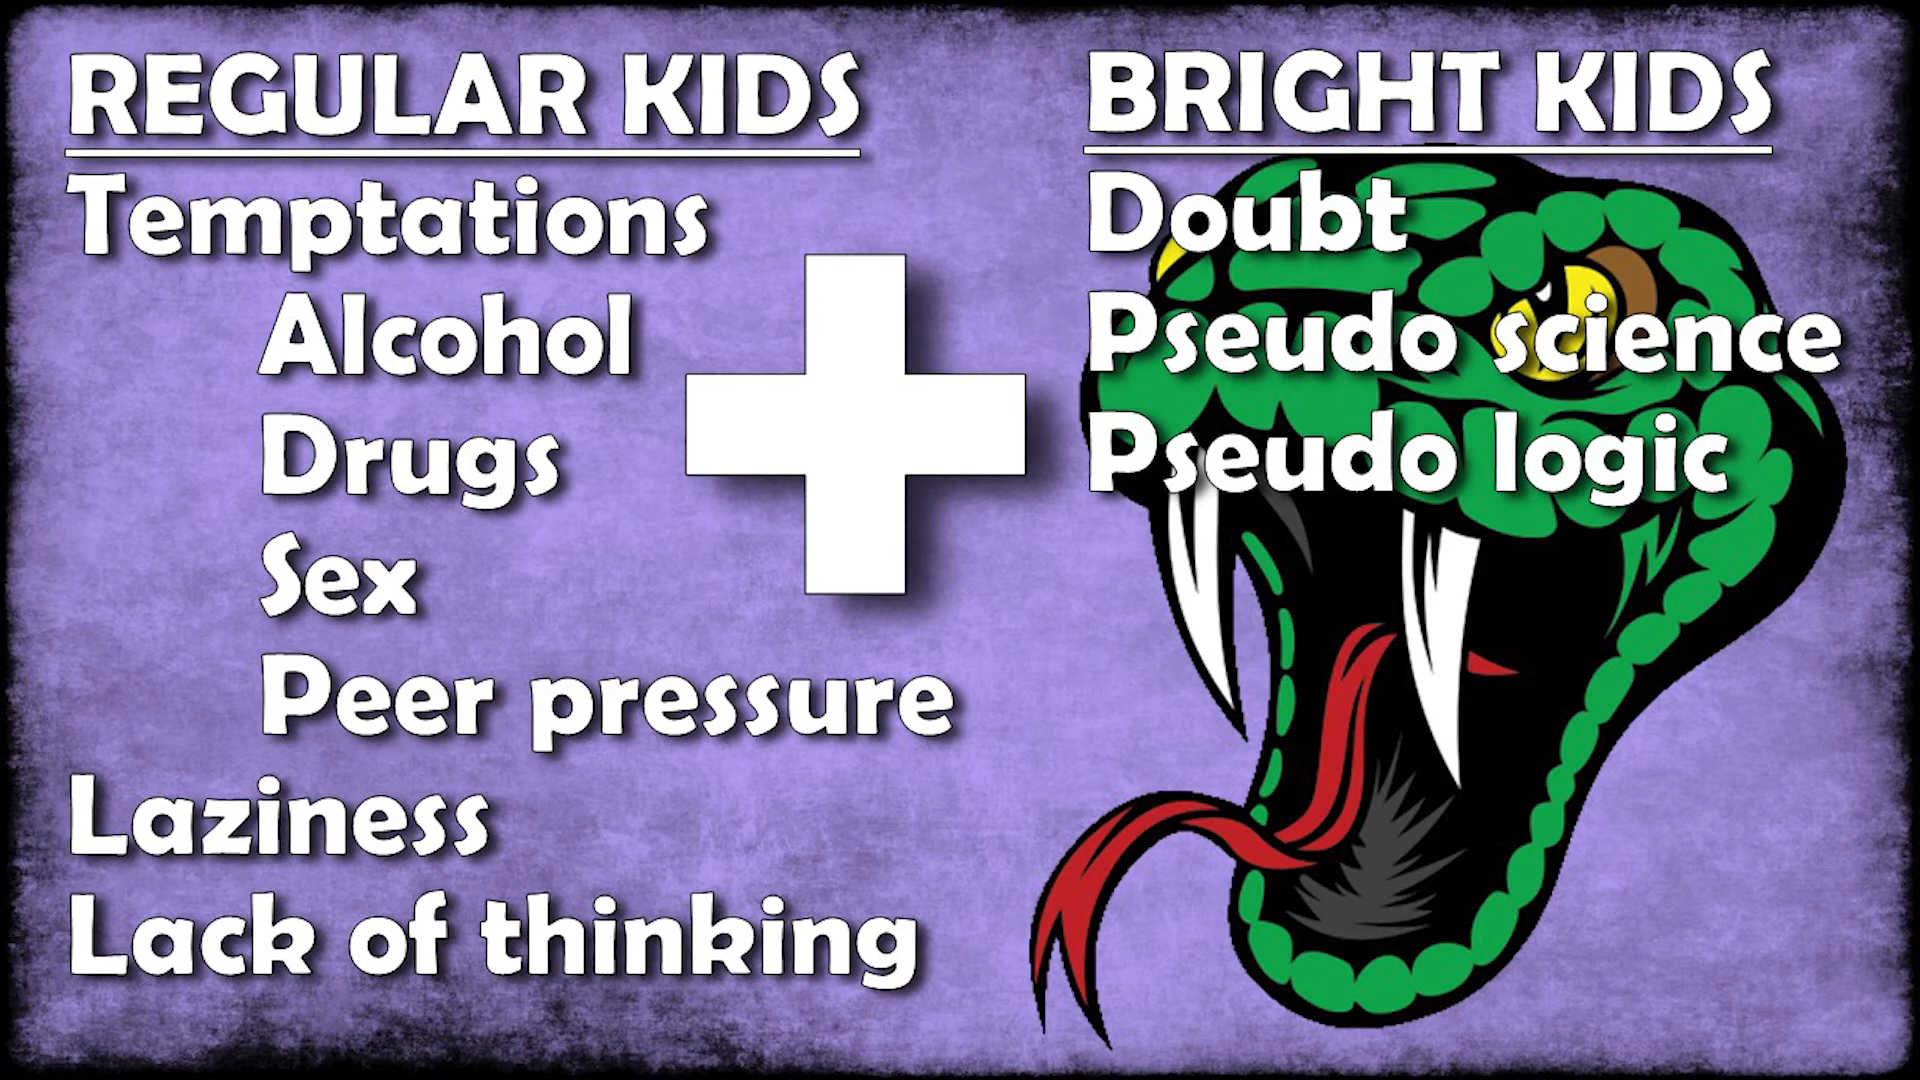 REGULAR KIDS
Temptations
Alcohol
Drugs
Sex
Peer pressure
Laziness
Lack of thinking
BRIGHT KIDS
Doubt
Pseudo science
Pseudo logic